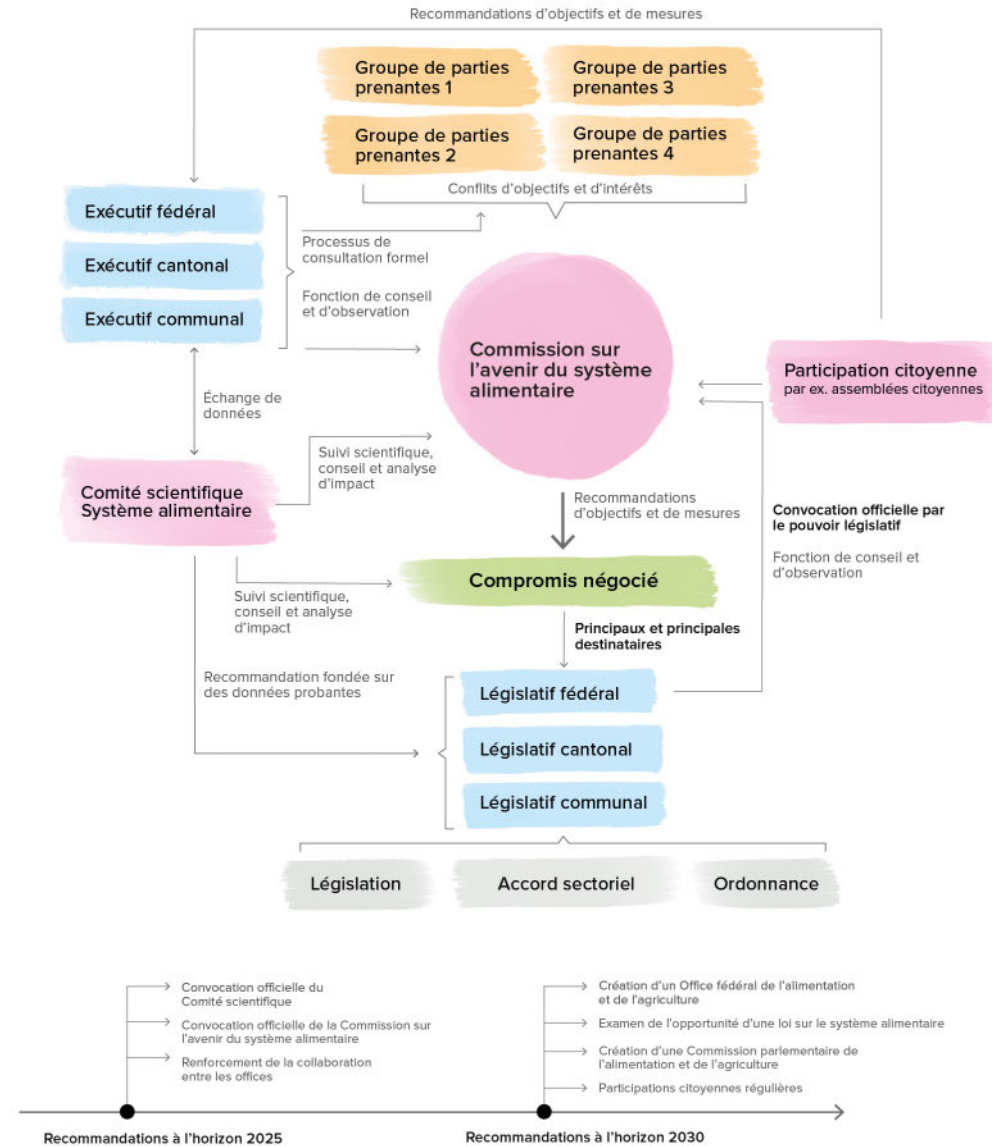 Recommandations d'objectifs et de mesures
Groupe de parties
prenantes 1
Groupe de parties
prenantes 3
Groupe de parties
prenantes 2
Groupe de parties
prenantes 4
Conflits d'objectifs et d'intérêts
Exécutif fédéral
Exécutif cantonal
Exécutif communal
Processus de
consultation formel
Fonction de conseil
et d'observation
Commission sur
l'avenir du système
alimentaire
Participation citoyenne
par ex. assemblées citoyennes
Échange de
données
Suivi scientifique,
conseil et analyse
d'impact
Comité scientifique
Système alimentaire
Recommandations
d'objectifs et de mesures
Convocation officielle par
le pouvoir législatif
Fonction de conseil et
d'observation
Compromis négocié
Suivi scientifique,
conseil et analyse
d'impact
Principaux et principales
destinataires
Recommandation fondée sur
des données probantes
Législatif fédéral
Législatif cantonal
Législatif communal
Législation
Accord sectoriel
Ordonnance
Convocation officielle du
Comité scientifique
Convocation officielle de la Commission sur
l'avenir du système alimentaire
Renforcement de la collaboration
entre les offices
Création d'un Office fédéral de l'alimentation
et de l'agriculture
Examen de l'opportunité d'une loi sur le système alimentaire
Création d'une Commission parlementaire de
l'alimentation et de l'agriculture
Participations citoyennes régulières
Recommandations à l'horizon 2025
Recommandations à l'horizon 2030